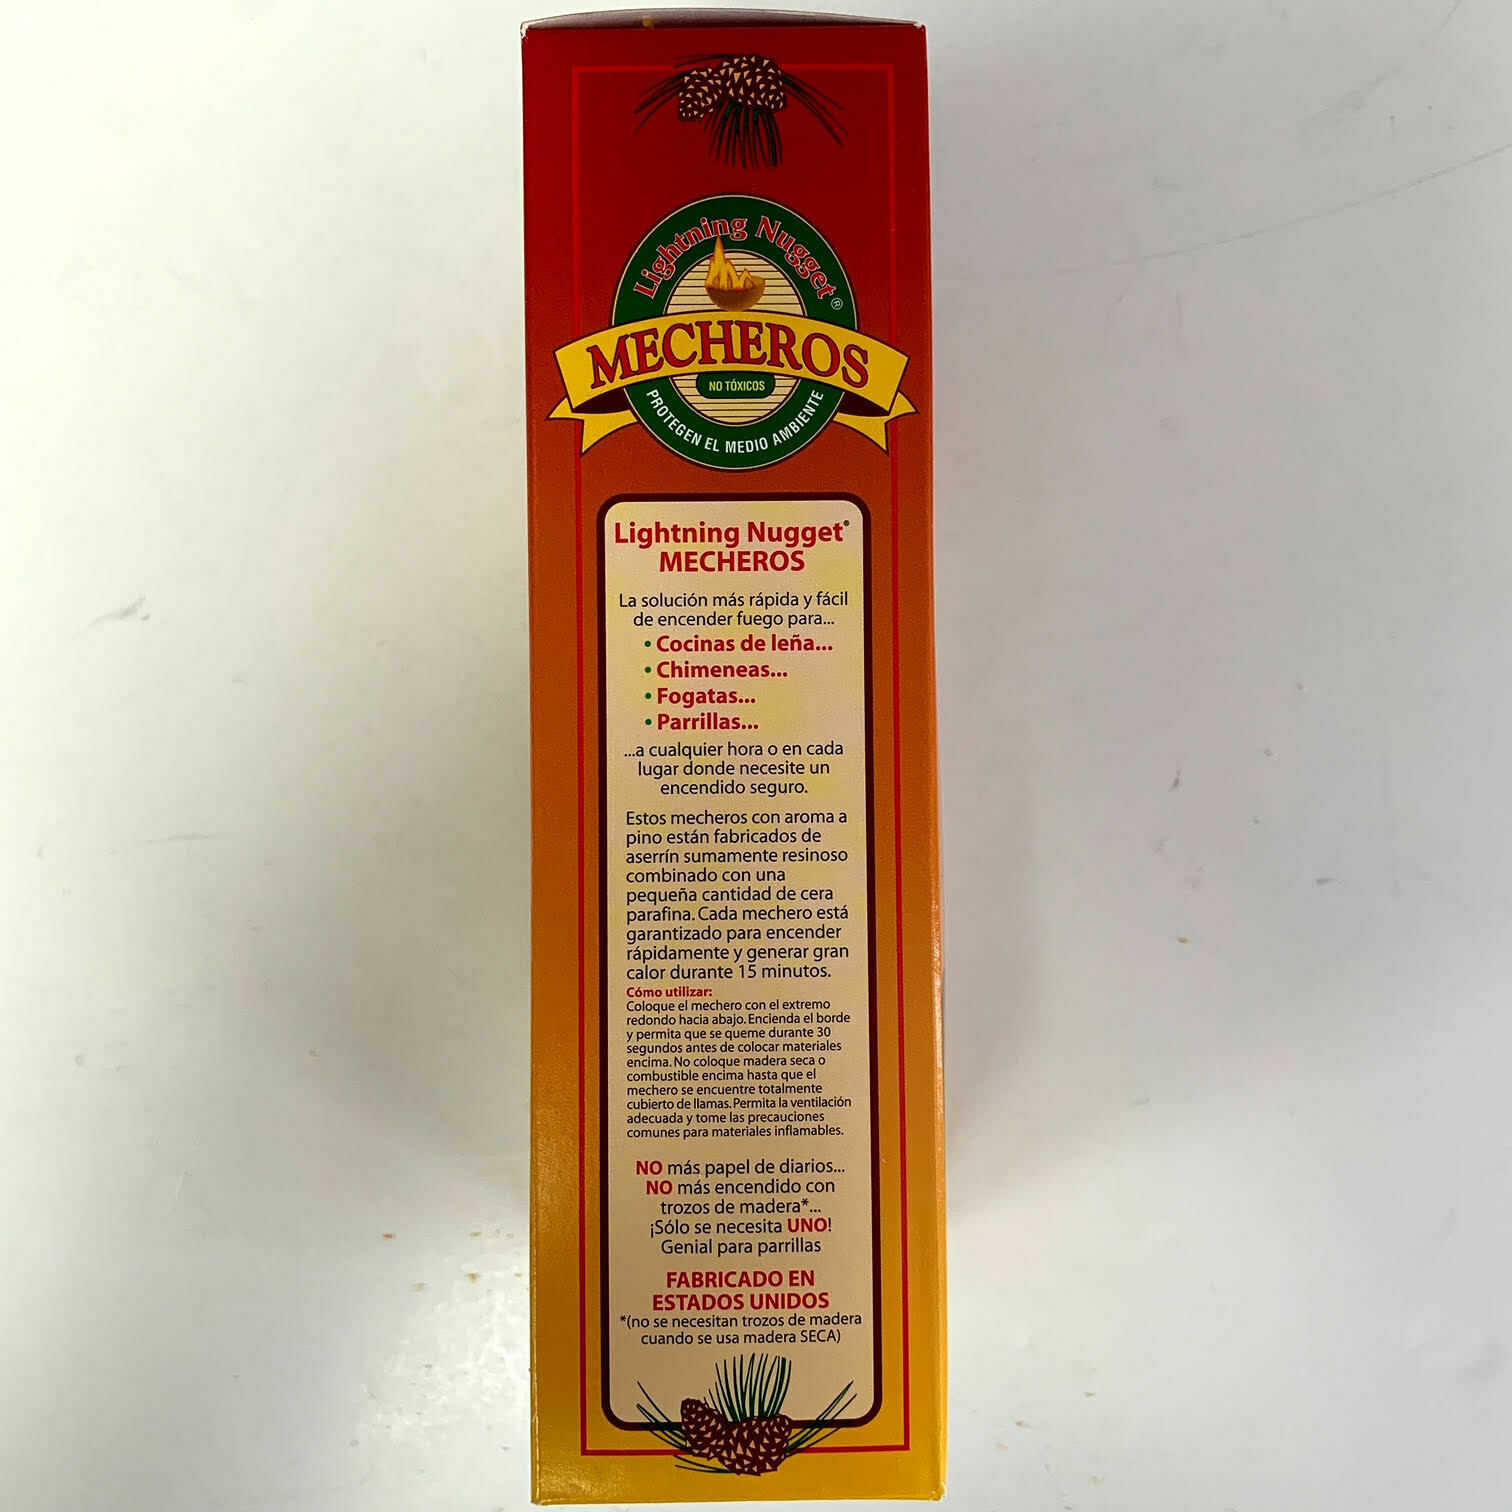 Lightning Nugget®
MECHEROS
NO TÓXICOS
PROTEGEN EL MEDIO AMBIENTE
Lightning Nugget®
MECHEROS
La solución más rápida y fácil
de encender fuego para...
• Cocinas de leña...
• Chimeneas...
• Fogatas...
• Parrillas...
...a cualquier hora o en cada
lugar donde necesite un
encendido seguro.
Estos mecheros con aroma a
pino están fabricados de
aserrín sumamente resinoso
combinado con una
pequeña cantidad de cera
parafina. Cada mechero está
garantizado para encender
rápidamente y generar gran
calor durante 15 minutos.
Cómo utilizar:
Coloque el mechero con el extremo
redondo hacia abajo. Encienda el borde
y permita que se queme durante 30
segundos antes de colocar materiales
encima. No coloque madera seca o
combustible encima hasta que el
mechero se encuentre totalmente
cubierto de llamas. Permita la ventilación
adecuada y tome las precauciones
comunes para materiales inflamables.
NO más papel de diarios...
NO más encendido con
trozos de madera*...
¡Sólo se necesita UNO!
Genial para parrillas
FABRICADO EN
ESTADOS UNIDOS
*(no se necesitan trozos de madera
cuando se usa madera SECA)